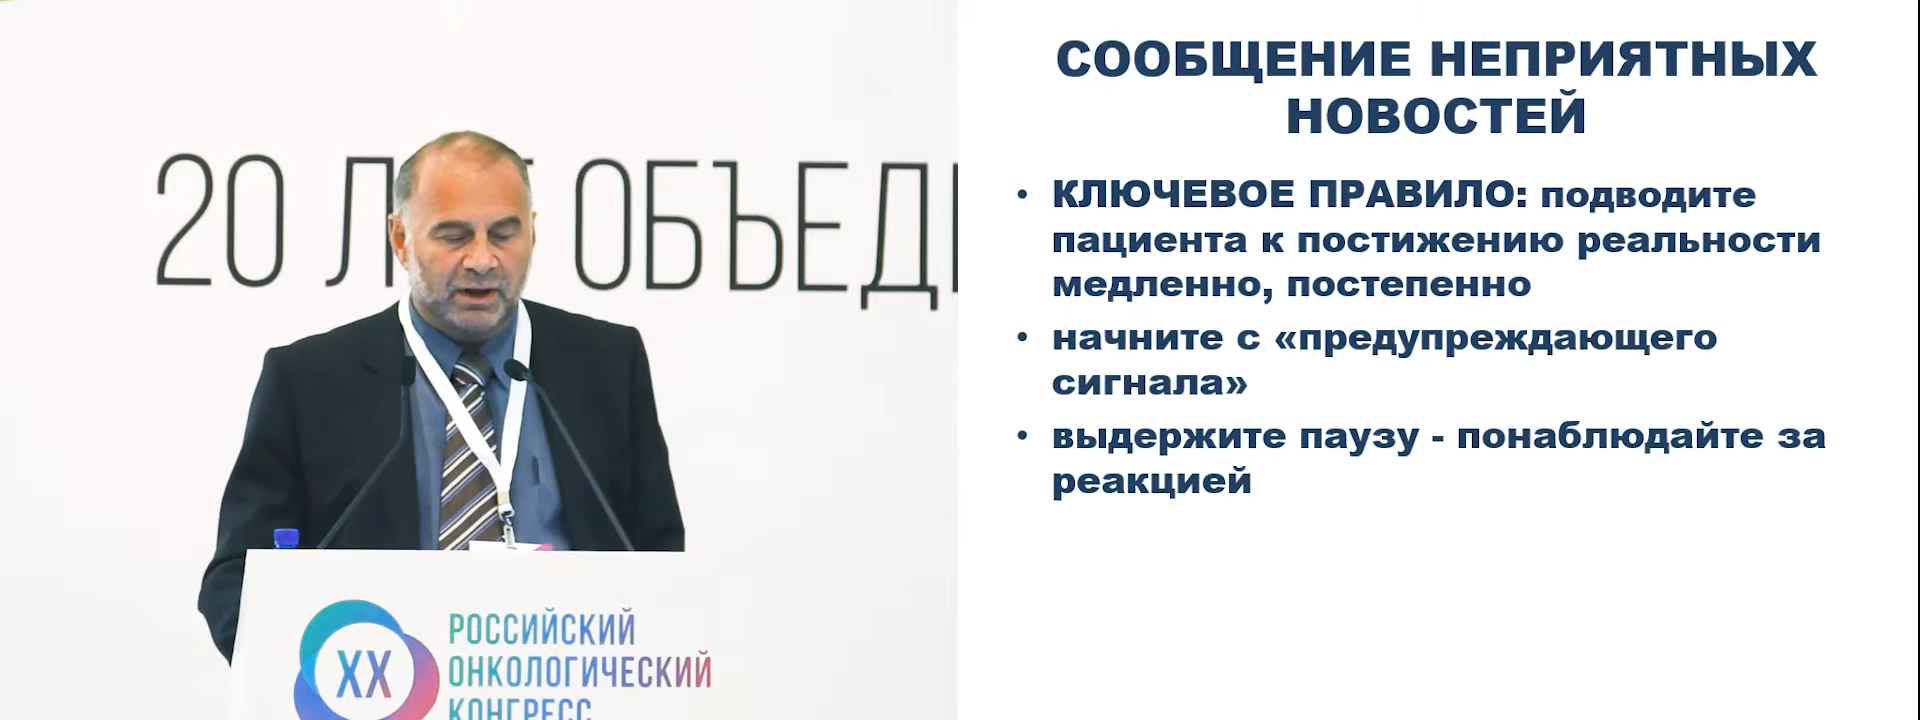 20 ОБЪЕД
XX
РОССИЙСКИЙ
ОНКОЛОГИЧЕСКИЙ
КОНГРЕСС
СООБЩЕНИЕ НЕПРИЯТНЫХ
НОВОСТЕЙ
• КЛЮЧЕВОЕ ПРАВИЛО: подводите
пациента к постижению реальности
медленно, постепенно
• начните с «предупреждающего
сигнала»
• выдержите паузу - понаблюдайте за
реакцией